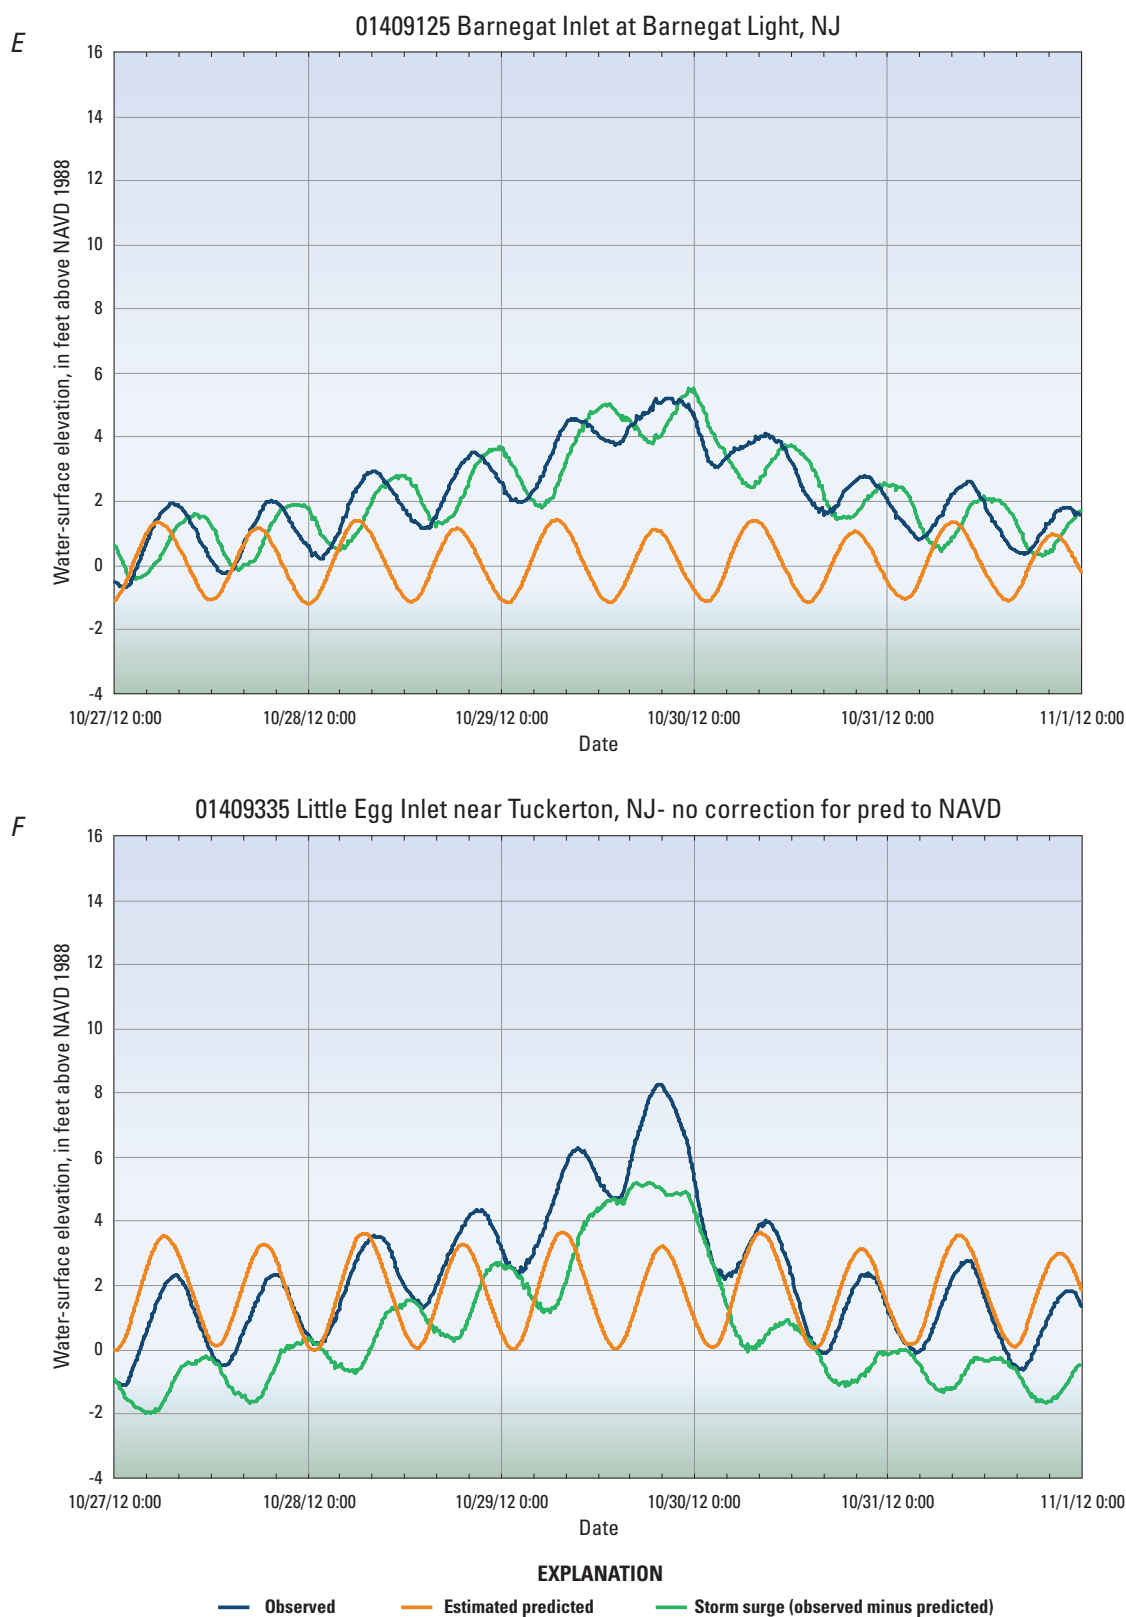 E
01409125 Barnegat Inlet at Barnegat Light, NJ
Water-surface elevation, in feet above NAVD 1988
16
14
12
10
8
6
4
2
0
-2
-4
10/27/12 0:00 10/28/12 0:00 10/29/12 0:00 10/30/12 0:00 10/31/12 0:00 11/1/12 0:00
Date
F
01409335 Little Egg Inlet near Tuckerton, NJ- no correction for pred to NAVD
Water-surface elevation, in feet above NAVD 1988
16
14
12
10
8
6
4
2
0
-2
-4
10/27/12 0:00 10/28/12 0:00 10/29/12 0:00 10/30/12 0:00 10/31/12 0:00 11/1/12 0:00
Date
EXPLANATION
Observed Estimated predicted Storm surge (observed minus predicted)